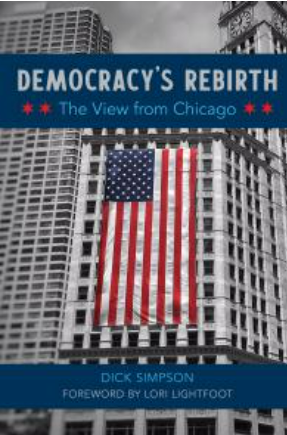 DEMOCRACY'S REBIRTH
The View from Chicago
DICK SIMPSON
FOREWORD BY LORI LIGHTFOOT